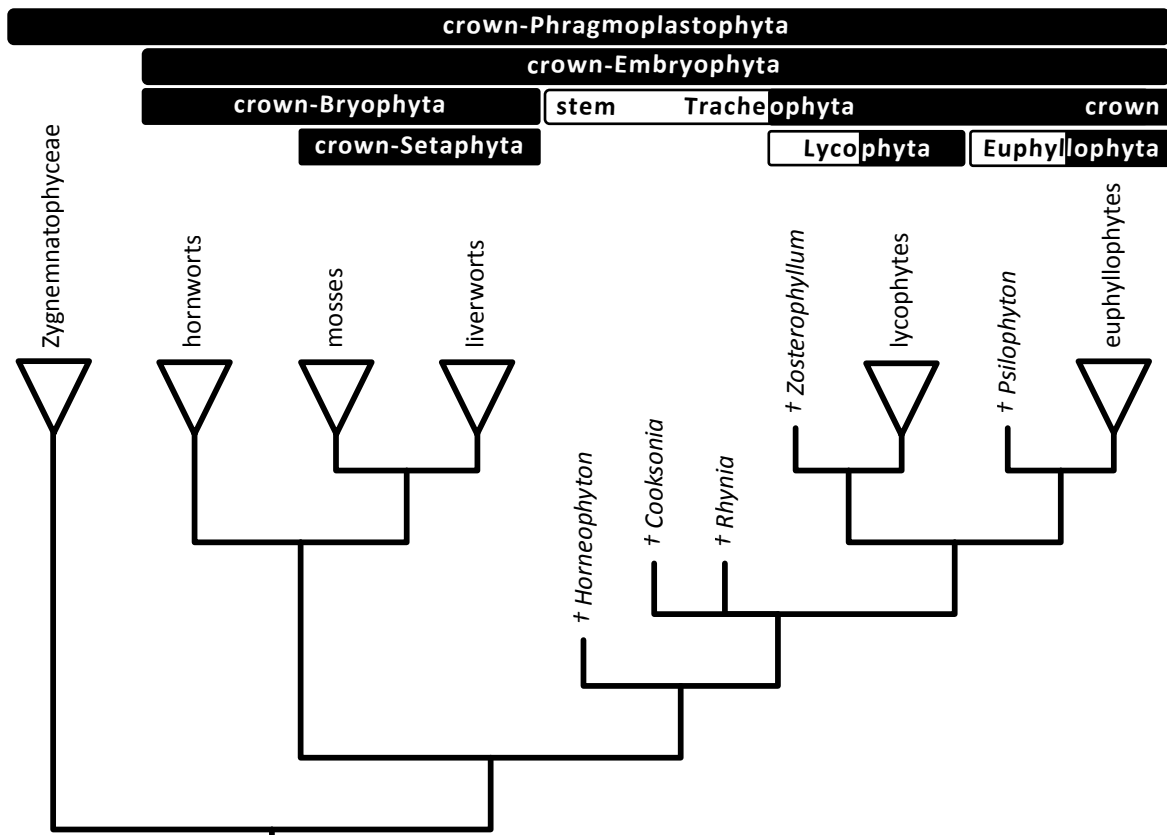 crown-Phragmoplastophyta
crown-Embryophyta
crown-Bryophyta
stem Tracheophyta crown
crown-Setaphyta
Lycophyta
Euphyllophyta
Zygnemnatophyceae
hornworts
mosses
liverworts
† Horneophyton
† Cooksonia
† Rhynia
† Zosterophyllum
lycophytes
† Psilophyton
euphyllophytes